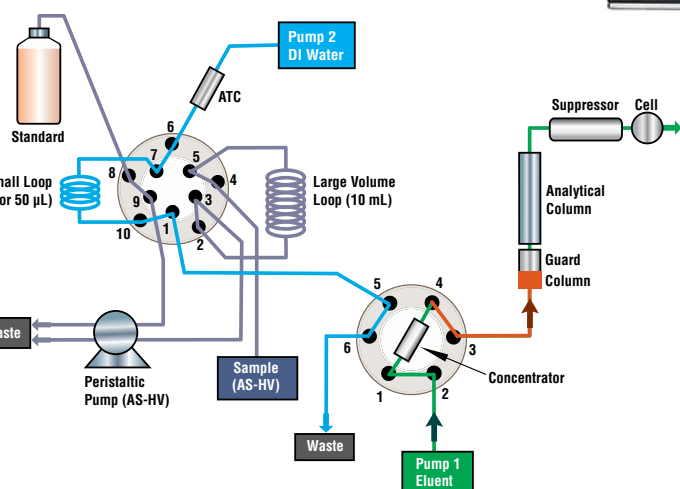 Pump 2
DI Water
ATC
Standard
6
7
5
8
4
9
3
1
10
2
Loop
or 50 µL)
Large Volume
Loop (10 mL)
Suppressor
Cell
Analytical
Column
Guard
Column
5
4
6
3
1
2
Concentrator
Peristaltic
Pump (AS-HV)
Sample
(AS-HV)
Waste
Pump 1
Eluent